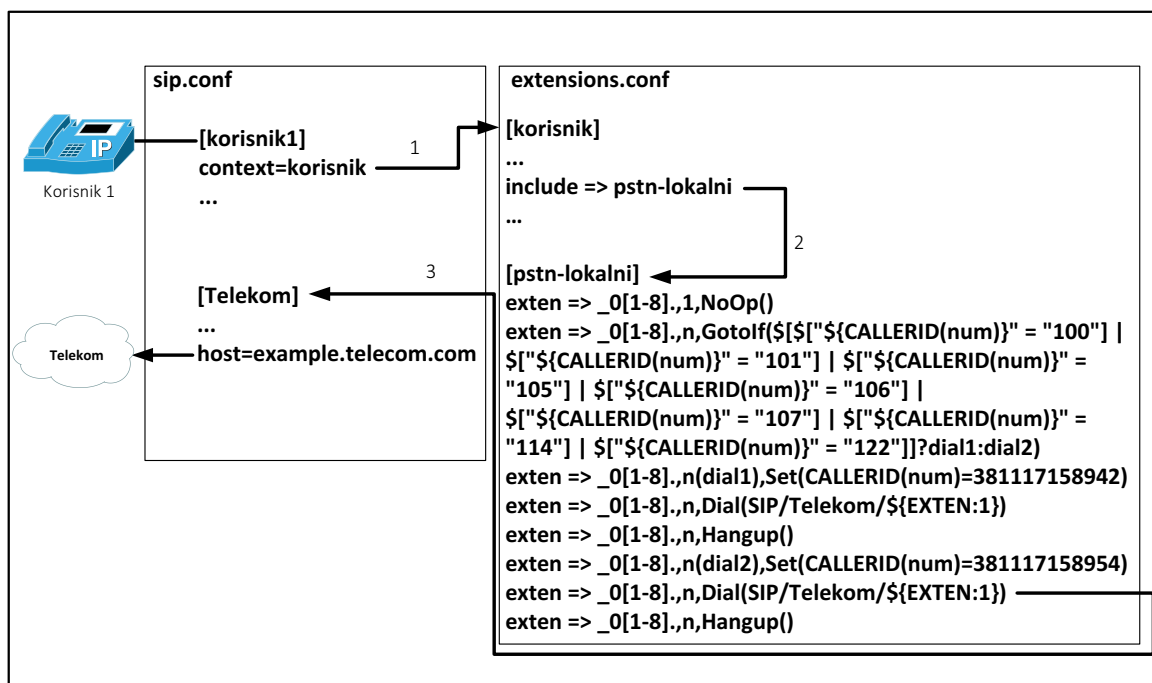 sip.conf
IP
Korisnik 1
[korisnik1]
context=korisnik
...
1
[Telekom]
...
host=example.telecom.com
Telekom
3
extensions.conf
[korisnik]
...
include => pstn-lokalni
...
2
[pstn-lokalni]
exten => _0[1-8].,1,NoOp()
exten => _0[1-8].,n,GotoIf($[$["${CALLERID(num)}" = "100"] |
$["${CALLERID(num)}" = "101"] | $["${CALLERID(num)}" =
"105"] | $["${CALLERID(num)}" = "106"] |
$["${CALLERID(num)}" = "107"] | $["${CALLERID(num)}" =
"114"] | $["${CALLERID(num)}" = "122"]]?dial1:dial2)
exten => _0[1-8].,n(dial1),Set(CALLERID(num)=381117158942)
exten => _0[1-8].,n,Dial(SIP/Telekom/${EXTEN:1})
exten => _0[1-8].,n,Hangup()
exten => _0[1-8].,n(dial2),Set(CALLERID(num)=381117158954)
exten => _0[1-8].,n,Dial(SIP/Telekom/${EXTEN:1})
exten => _0[1-8].,n,Hangup()